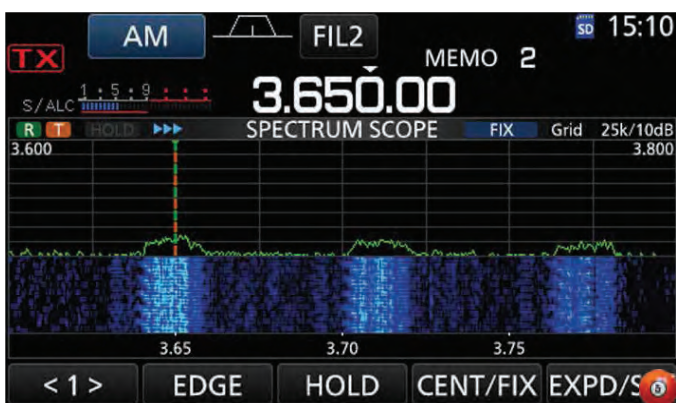 TX AM FIL2 SD 15:10
MEMO 2
S/ALC 1 5 9 3.650.00
R T HOLD SPECTRUM SCOPE FIX Grid 25k/10dB
3.600 3.800
3.65 3.70 3.75
< 1 > EDGE HOLD CENT/FIX